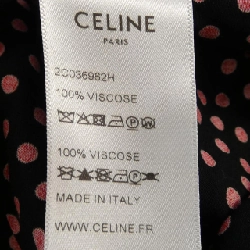 CELINE
PARIS
2C036982H
100% VISCOSE
100% VISCOSE
MADE IN ITALY
WWW.CELINE.FR